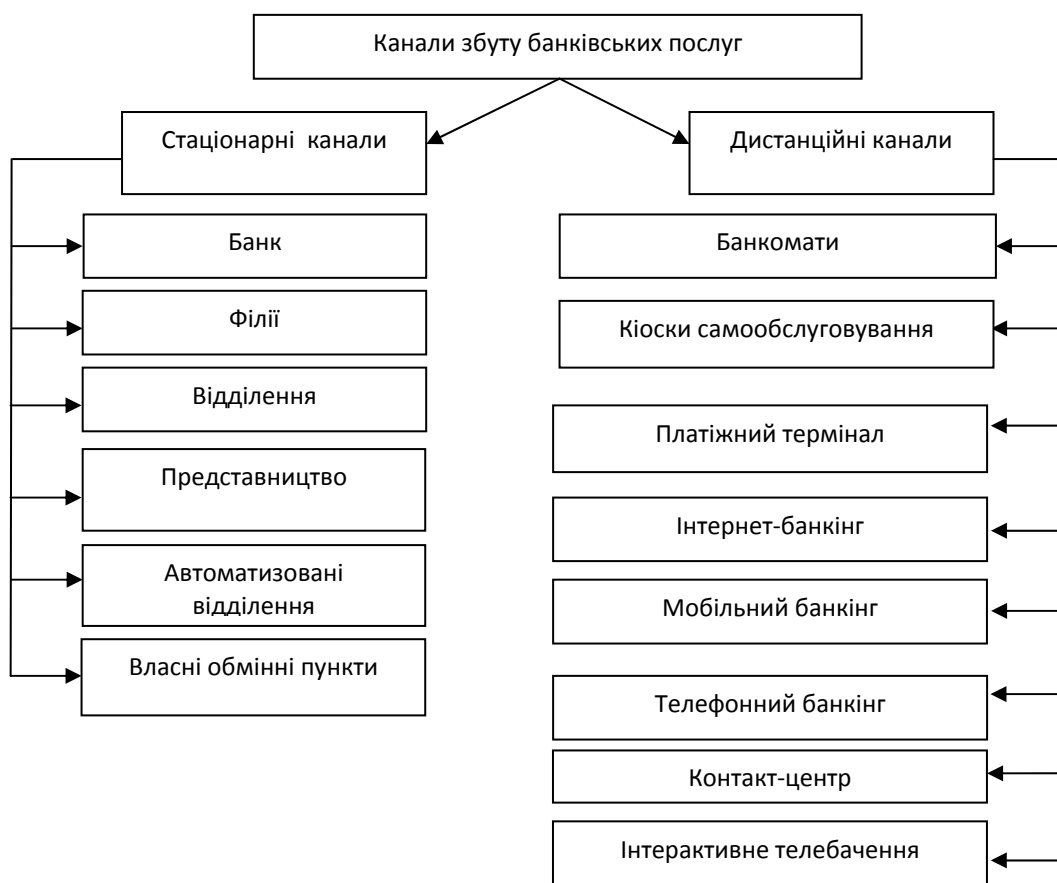 Канали збуту банківських послуг
Стаціонарні канали
Дистанційні канали
Банк
Філії
Відділення
Представництво
Автоматизовані
відділення
Власні обмінні пункти
Банкомати
Кіоски самообслуговування
Платіжний термінал
Інтернет-банкінг
Мобільний банкінг
Телефонний банкінг
Контакт-центр
Інтерактивне телебачення